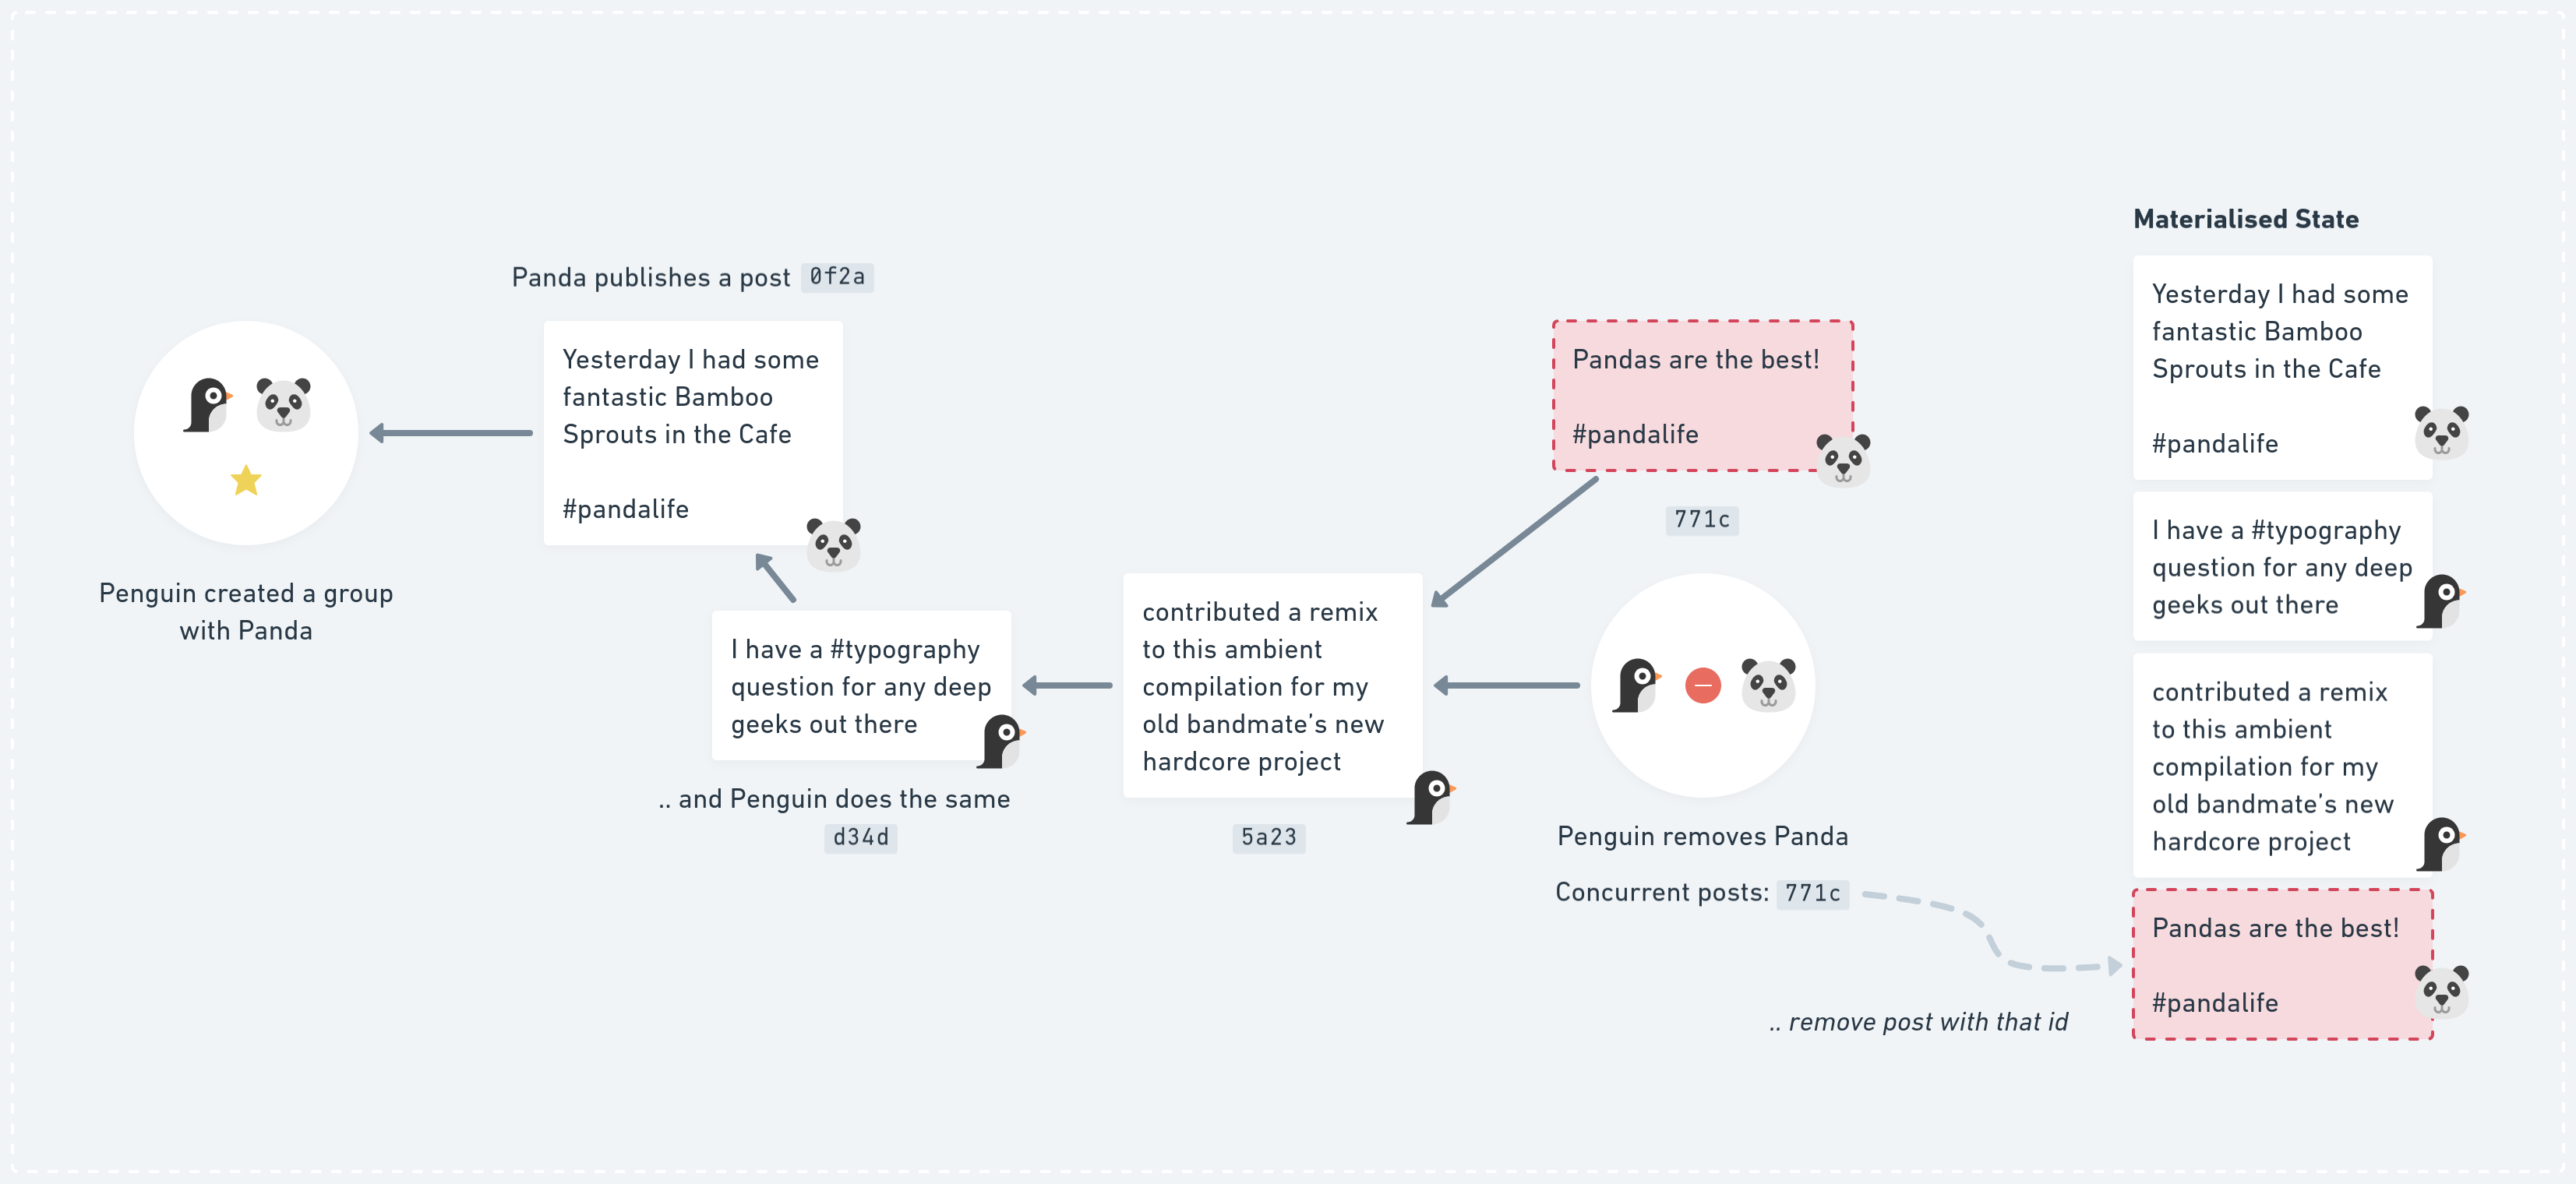 Penguin created a group
with Panda
Panda publishes a post 0f2a
Yesterday I had some
fantastic Bamboo
Sprouts in the Cafe
#pandalife
I have a #typography
question for any deep
geeks out there
.. and Penguin does the same
d34d
contributed a remix
to this ambient
compilation for my
old bandmate’s new
hardcore project
5a23
Pandas are the best!
#pandalife
771c
Penguin removes Panda
Concurrent posts: 771c
.. remove post with that id
Materialised State
Yesterday I had some
fantastic Bamboo
Sprouts in the Cafe
#pandalife
I have a #typography
question for any deep
geeks out there
contributed a remix
to this ambient
compilation for my
old bandmate’s new
hardcore project
Pandas are the best!
#pandalife